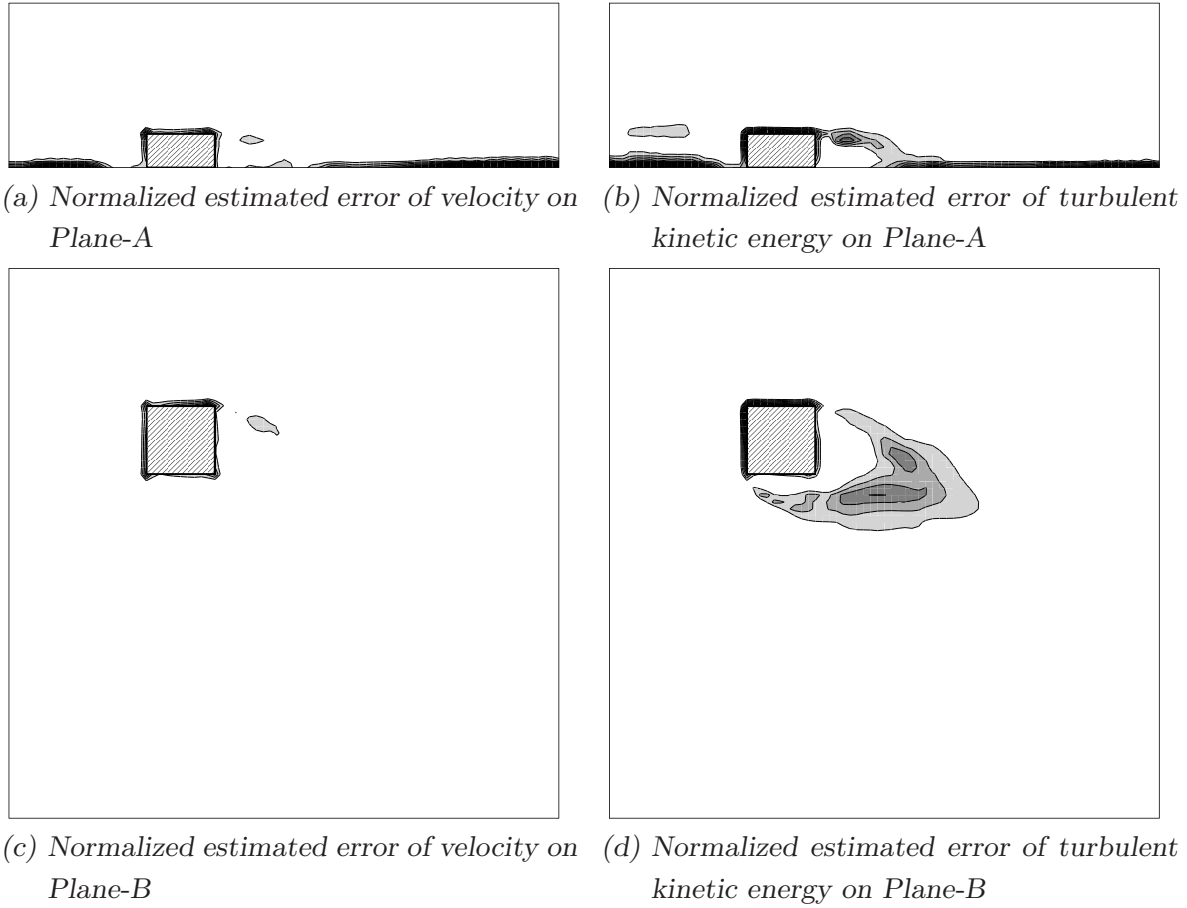 (a) Normalized estimated error of velocity on
Plane-A
(b) Normalized estimated error of turbulent
kinetic energy on Plane-A
(c) Normalized estimated error of velocity on
Plane-B
(d) Normalized estimated error of turbulent
kinetic energy on Plane-B